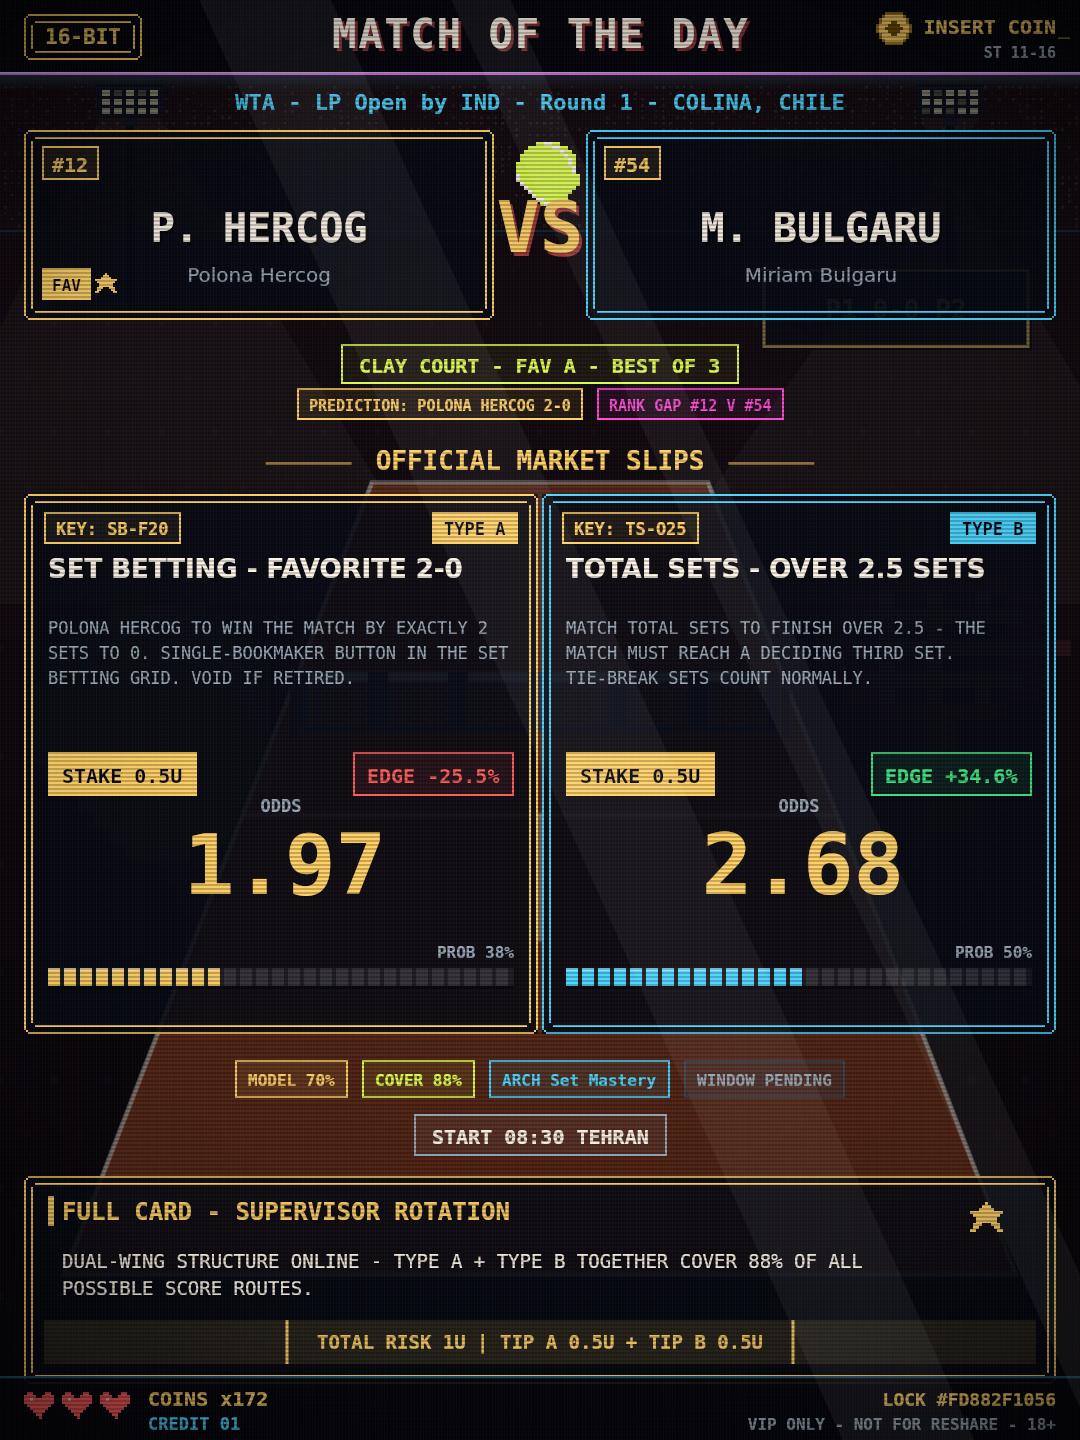 16-BIT
MATCH OF THE DAY
INSERT COIN_
ST 11-16
WTA - LP Open by IND - Round 1 - COLINA, CHILE
#12
P. HERCOG
Polona Hercog
FAV
VS
#54
M. BULGARU
Miriam Bulgaru
P1 0-0 P2
CLAY COURT - FAV A - BEST OF 3
PREDICTION: POLONA HERCOG 2-0
RANK GAP #12 V #54
OFFICIAL MARKET SLIPS
KEY: SB-F20
TYPE A
SET BETTING - FAVORITE 2-0
POLONA HERCOG TO WIN THE MATCH BY EXACTLY 2
SETS TO 0. SINGLE-BOOKMAKER BUTTON IN THE SET
BETTING GRID. VOID IF RETIRED.
STAKE 0.5U
EDGE -25.5%
ODDS
1.97
PROB 38%
KEY: TS-O25
TYPE B
TOTAL SETS - OVER 2.5 SETS
MATCH TOTAL SETS TO FINISH OVER 2.5 - THE
MATCH MUST REACH A DECIDING THIRD SET.
TIE-BREAK SETS COUNT NORMALLY.
STAKE 0.5U
EDGE +34.6%
ODDS
2.68
PROB 50%
MODEL 70%
COVER 88%
ARCH Set Mastery
WINDOW PENDING
START 08:30 TEHRAN
FULL CARD - SUPERVISOR ROTATION
DUAL-WING STRUCTURE ONLINE - TYPE A + TYPE B TOGETHER COVER 88% OF ALL
POSSIBLE SCORE ROUTES.
TOTAL RISK 1U | TIP A 0.5U + TIP B 0.5U
COINS x172
CREDIT 01
LOCK #FD882F1056
VIP ONLY - NOT FOR RESHARE - 18+